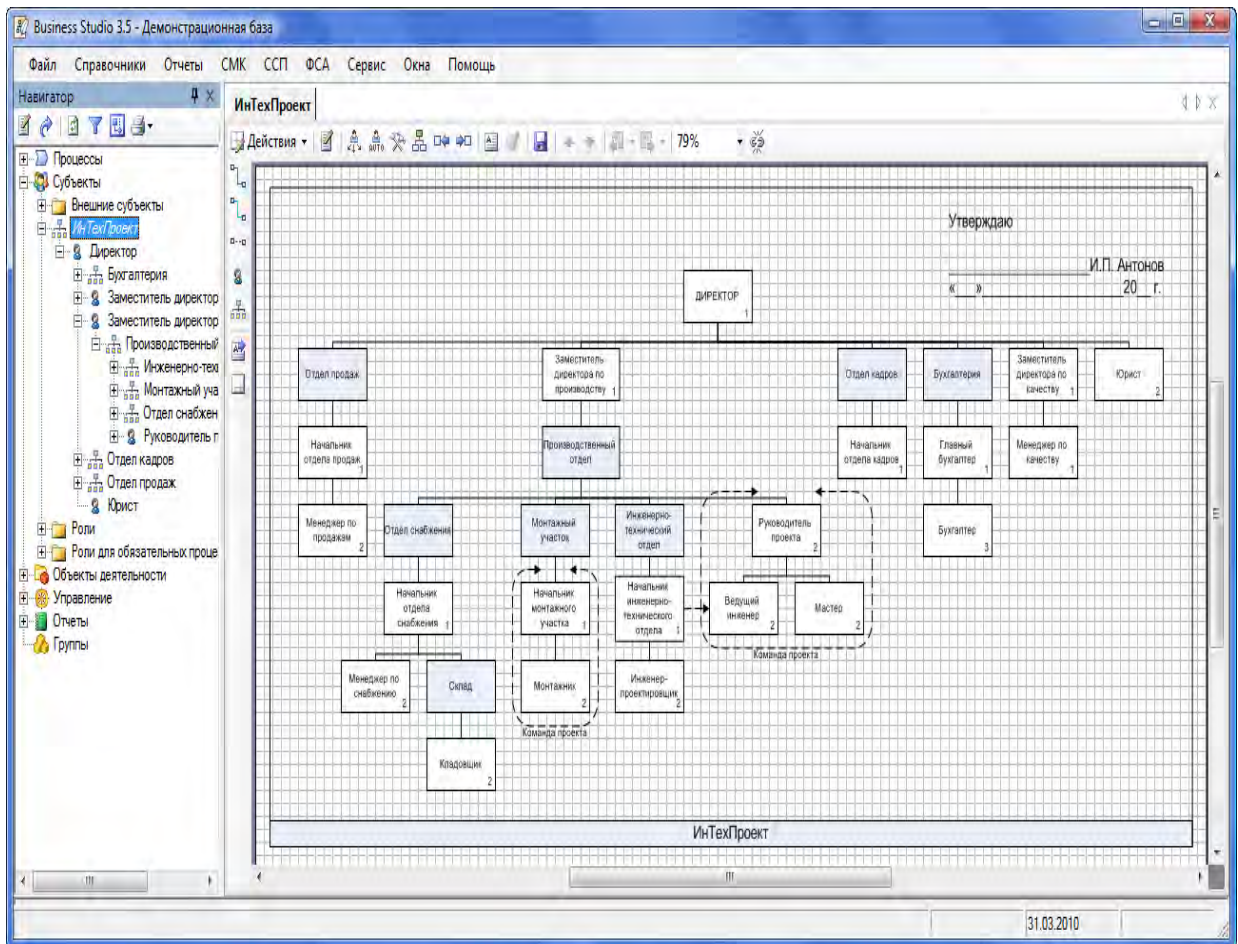 Business Studio 3.5 - Демонстрационная база
Файл Справочники Отчеты СМК ССП ФСА Сервис Окна Помощь
Навигатор
Процессы
Субъекты
Внешние субъекты
ИнТехПроект
Директор
Бухгалтерия
Заместитель директор
Заместитель директор
Производственный
Инженерно-техн
Монтажный уча
Отдел снабжен
Руководитель п
Отдел кадров
Отдел продаж
Юрист
Роли
Роли для обязательных проце
Объекты деятельности
Управление
Отчеты
Группы
ИнТехПроект
Действия
AUTO
79%
Утверждаю
И.П. Антонов
«___»____________________20__г.
ДИРЕКТОР
1
Отдел продаж
Заместитель
директора по
производству 1
Отдел кадров
Бухгалтерия
Заместитель
директора по
качеству 1
Юрист
2
Начальник
отдела продаж
1
Производственный
отдел
Начальник
отдела кадров
1
Главный
бухгалтер
1
Менеджер по
качеству
1
Менеджер по
продажам
2
Отдел снабжения
Монтажный
участок
Инженерно-
технический
отдел
Руководитель
проекта
2
Бухгалтер
3
Начальник
отдела
снабжения 1
Начальник
монтажного
участка 1
Начальник
инженерно-
технического
отдела 1
Ведущий
инженер
2
Мастер
2
Команда проекта
Менеджер по
снабжению
2
Склад
Монтажник
2
Инженер-
проектировщик
2
Команда проекта
Кладовщик
2
ИнТехПроект
31.03.2010